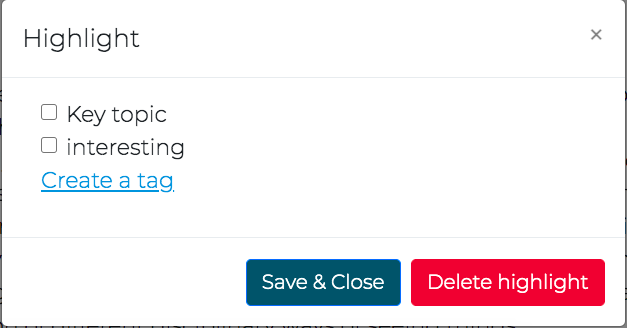 Highlight
×
Key topic
interesting
Create a tag
Save & Close
Delete highlight